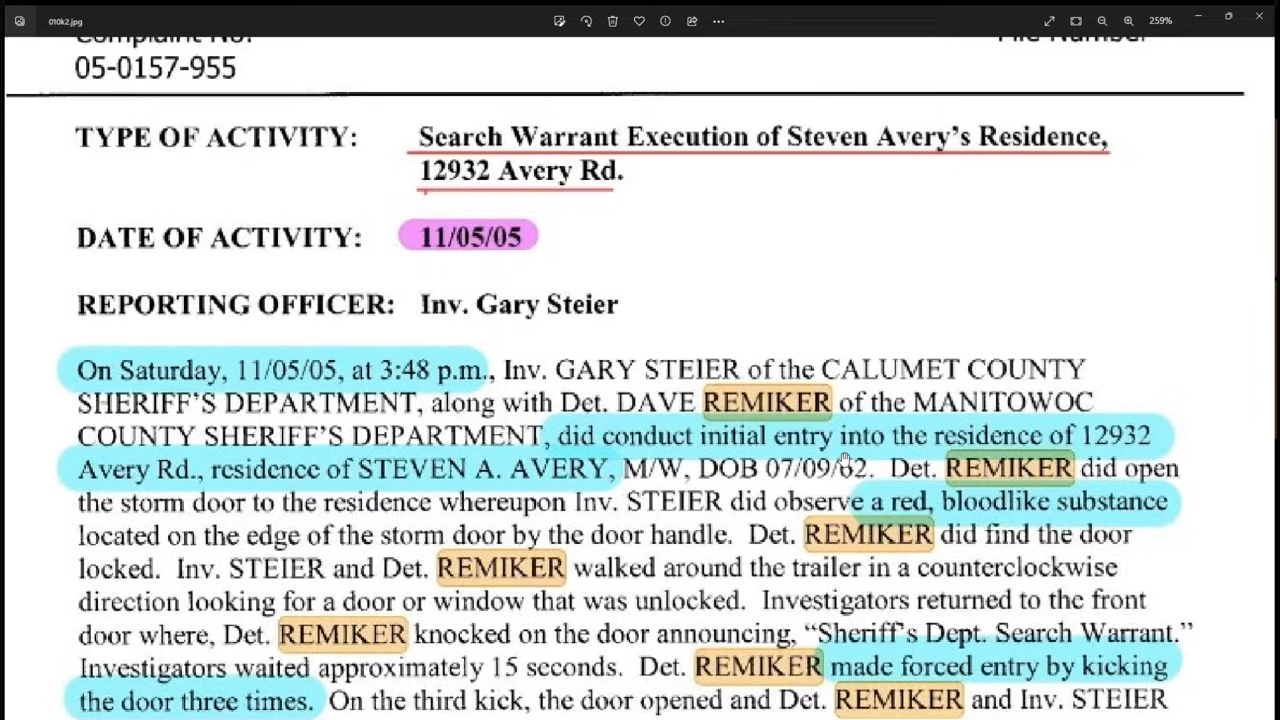 010k2.jpg
259%
Complaint No.
File Number
05-0157-955
TYPE OF ACTIVITY: Search Warrant Execution of Steven Avery's Residence,
12932 Avery Rd.
DATE OF ACTIVITY: 11/05/05
REPORTING OFFICER: Inv. Gary Steier
On Saturday, 11/05/05, at 3:48 p.m., Inv. GARY STEIER of the CALUMET COUNTY
SHERIFF'S DEPARTMENT, along with Det. DAVE REMIKER of the MANITOWOC
COUNTY SHERIFF'S DEPARTMENT, did conduct initial entry into the residence of 12932
Avery Rd., residence of STEVEN A. AVERY, M/W, DOB 07/09/62. Det. REMIKER did open
the storm door to the residence whereupon Inv. STEIER did observe a red, bloodlike substance
located on the edge of the storm door by the door handle. Det. REMIKER did find the door
locked. Inv. STEIER and Det. REMIKER walked around the trailer in a counterclockwise
direction looking for a door or window that was unlocked. Investigators returned to the front
door where, Det. REMIKER knocked on the door announcing, "Sheriff's Dept. Search Warrant."
Investigators waited approximately 15 seconds. Det. REMIKER made forced entry by kicking
the door three times. On the third kick, the door opened and Det. REMIKER and Inv. STEIER